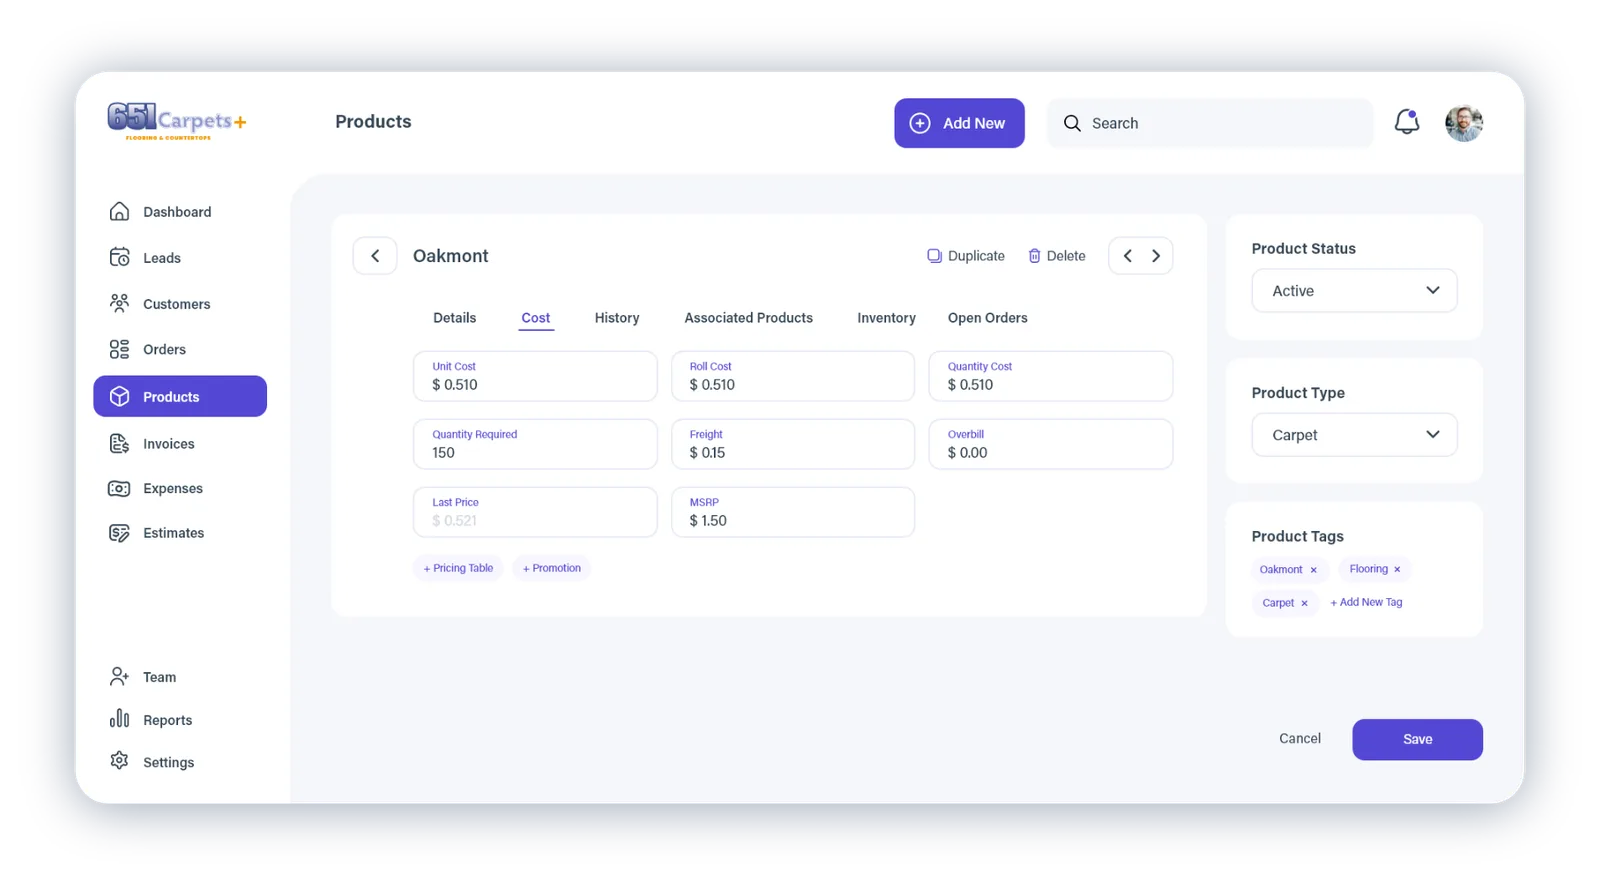 651Carpets+
FLOORING & COUNTERTOPS
Products
Add New
Search
Dashboard
Leads
Customers
Orders
Products
Invoices
Expenses
Estimates
Team
Reports
Settings
Oakmont
Duplicate
Delete
Details
Cost
History
Associated Products
Inventory
Open Orders
Unit Cost
$ 0.510
Roll Cost
$ 0.510
Quantity Cost
$ 0.510
Quantity Required
150
Freight
$ 0.15
Overbill
$ 0.00
Last Price
$ 0.521
MSRP
$ 1.50
+ Pricing Table
+ Promotion
Product Status
Active
Product Type
Carpet
Product Tags
Oakmont ×
Flooring ×
Carpet ×
+ Add New Tag
Cancel
Save